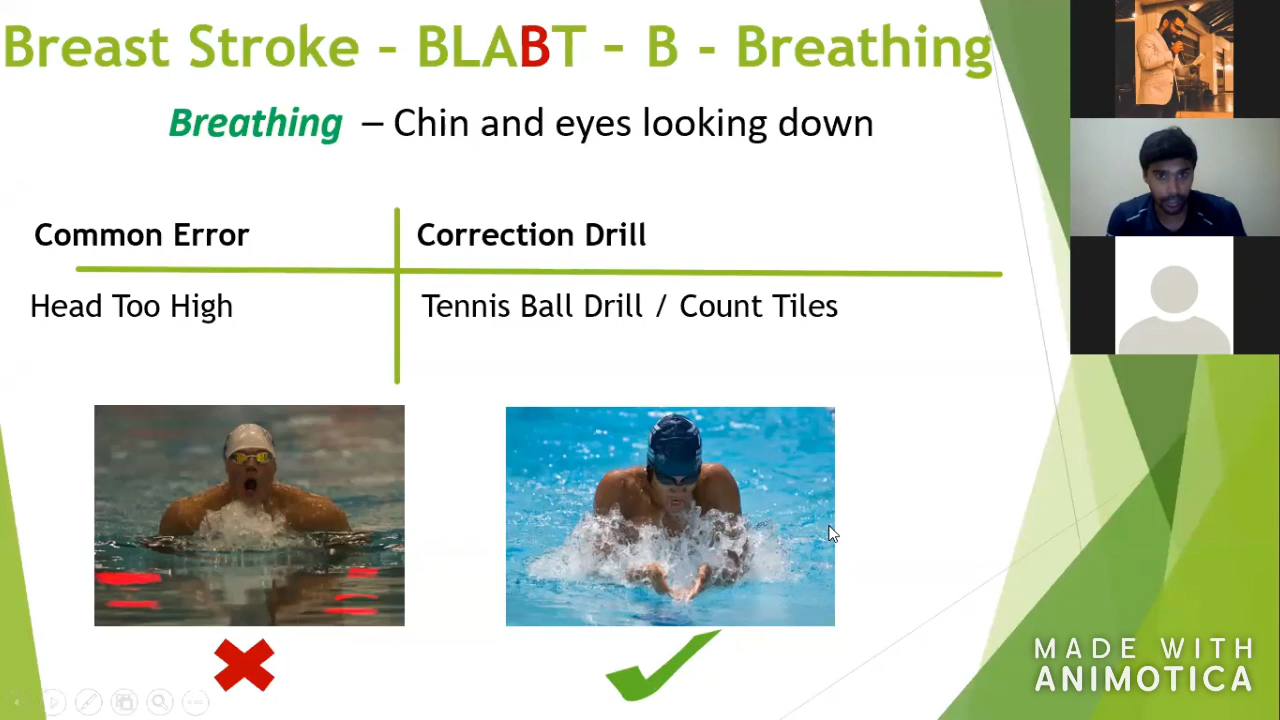 Breast Stroke – BLABT – B - Breathing
Breathing – Chin and eyes looking down
Common Error
Correction Drill
Head Too High
Tennis Ball Drill / Count Tiles
MADE WITH
ANIMOTICA